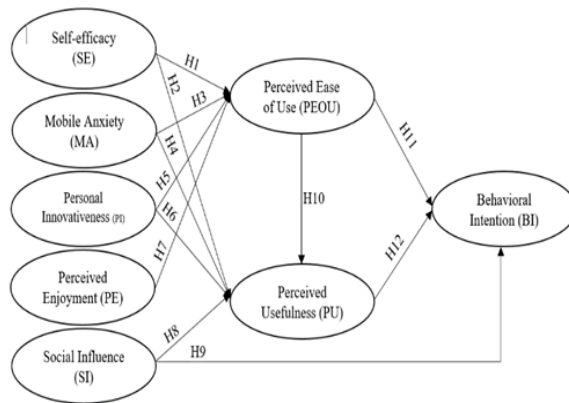 Self-efficacy
(SE)
H1
H2
Perceived Ease
of Use (PEOU)
Mobile Anxiety
(MA)
H3
H4
H11
Personal
Innovativeness (PI)
H5
H6
H10
Behavioral
Intention (BI)
Perceived
Enjoyment (PE)
H7
Perceived
Usefulness (PU)
H12
Social Influence
(SI)
H8
H9